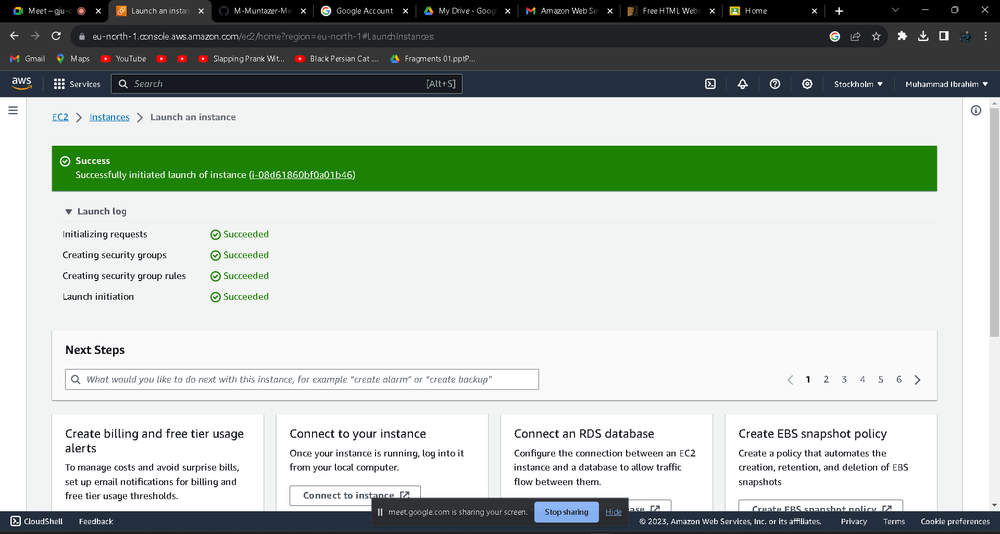 Meet – gju-o
Launch an instan
M-Muntazer-Me
Google Account
My Drive - Goog
Amazon Web Se
Free HTML Webs
Home
eu-north-1.console.aws.amazon.com/ec2/home?region=eu-north-1#LaunchInstances:
Gmail
Maps
YouTube
Slapping Prank Wit...
Black Persian Cat ....
Fragments 01.pptP...
aws
Services
Search
[Alt+S]
Stockholm
Muhammad Ibrahim
EC2
Instances
Launch an instance
Success
Successfully initiated launch of instance (i-08d61860bf0a01b46)
Launch log
Initializing requests
Succeeded
Creating security groups
Succeeded
Creating security group rules
Succeeded
Launch initiation
Succeeded
Next Steps
What would you like to do next with this instance, for example “create alarm” or “create backup”
1 2 3 4 5 6
Create billing and free tier usage
alerts
To manage costs and avoid surprise bills,
set up email notifications for billing and
free tier usage thresholds.
Connect to your instance
Once your instance is running, log into it
from your local computer.
Connect to instance
Connect an RDS database
Configure the connection between an EC2
instance and a database to allow traffic
flow between them.
Create EBS snapshot policy
Create a policy that automates the
creation, retention, and deletion of EBS
snapshots
Create EBS snapshot policy
meet.google.com is sharing your screen.
Stop sharing
Hide
CloudShell
Feedback
© 2023, Amazon Web Services, Inc. or its affiliates.
Privacy
Terms
Cookie preferences